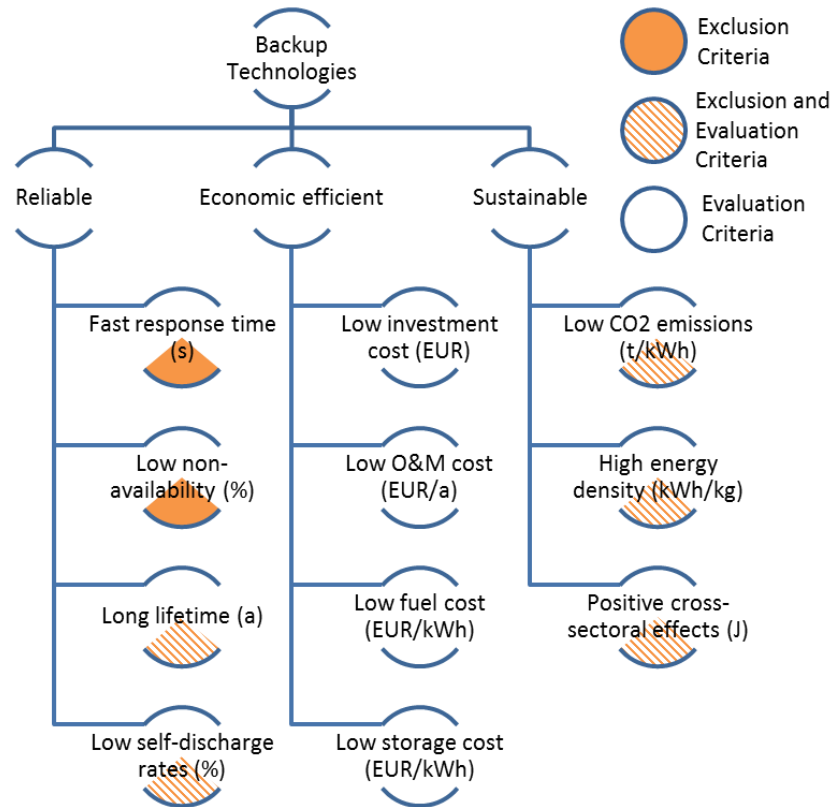 Backup
Technologies
Exclusion
Criteria
Exclusion and
Evaluation
Criteria
Evaluation
Criteria
Reliable
Economic efficient
Sustainable
Fast response time
(s)
Low non-
availability (%)
Long lifetime (a)
Low self-discharge
rates (%)
Low investment
cost (EUR)
Low O&M cost
(EUR/a)
Low fuel cost
(EUR/kWh)
Low storage cost
(EUR/kWh)
Low CO2 emissions
(t/kWh)
High energy
density (kWh/kg)
Positive cross-
sectoral effects (J)